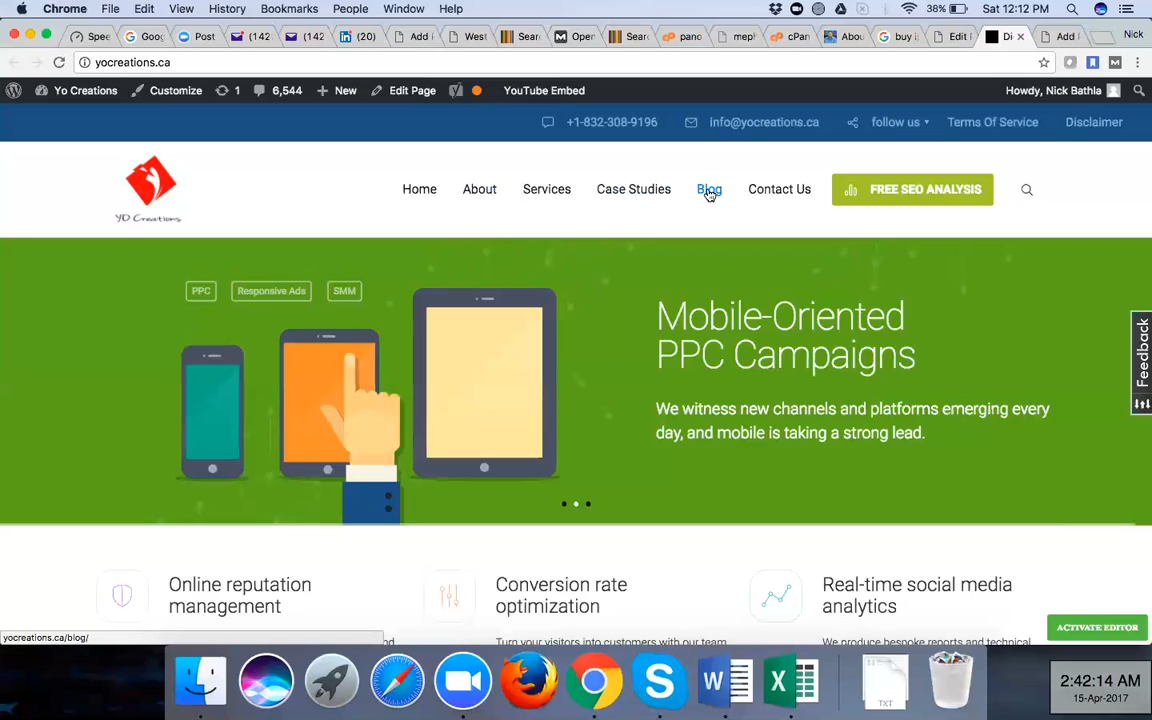 Chrome File Edit View History Bookmarks People Window Help 38% Sat 12:12 PM
Spee Goog Post (142 (142 (20) Add West Sear Open Sear pano meph cPan Abou buy i Edit Di Add Nick
yocreations.ca
Yo Creations Customize 1 6,544 New Edit Page YouTube Embed Howdy, Nick Bathla
+1-832-308-9196 info@yocreations.ca follow us Terms Of Service Disclaimer
YO Creations
Home About Services Case Studies Blog Contact Us FREE SEO ANALYSIS
PPC Responsive Ads SMM
Mobile-Oriented
PPC Campaigns
We witness new channels and platforms emerging every
day, and mobile is taking a strong lead.
Feedback
Online reputation
management
Conversion rate
optimization
Real-time social media
analytics
ACTIVATE EDITOR
yocreations.ca/blog/
Turn your visitors into customers with our team
We produce bespoke reports and technical
W X TXT
2:42:14 AM
15-Apr-2017